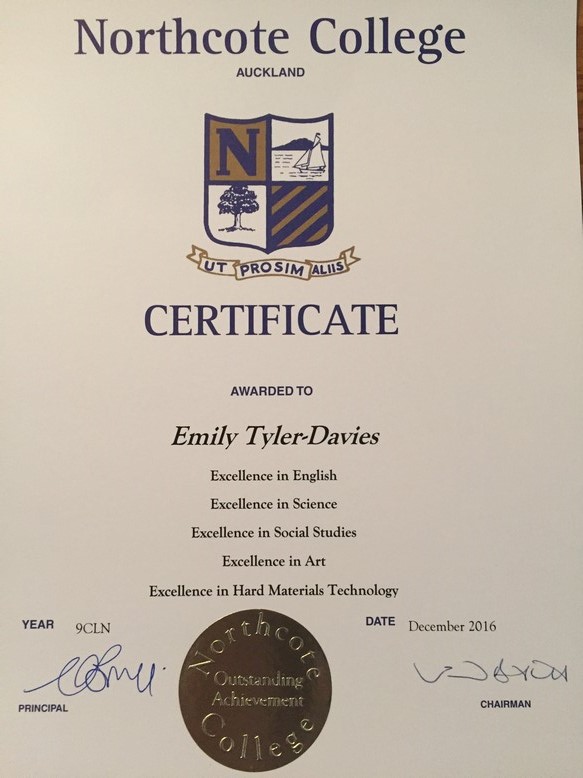 Northcote College
AUCKLAND
N
UT PROSIM ALIIS
CERTIFICATE
AWARDED TO
Emily Tyler-Davies
Excellence in English
Excellence in Science
Excellence in Social Studies
Excellence in Art
Excellence in Hard Materials Technology
YEAR 9CLN
DATE December 2016
Northcote
Outstanding
Achievement
College
PRINCIPAL
CHAIRMAN